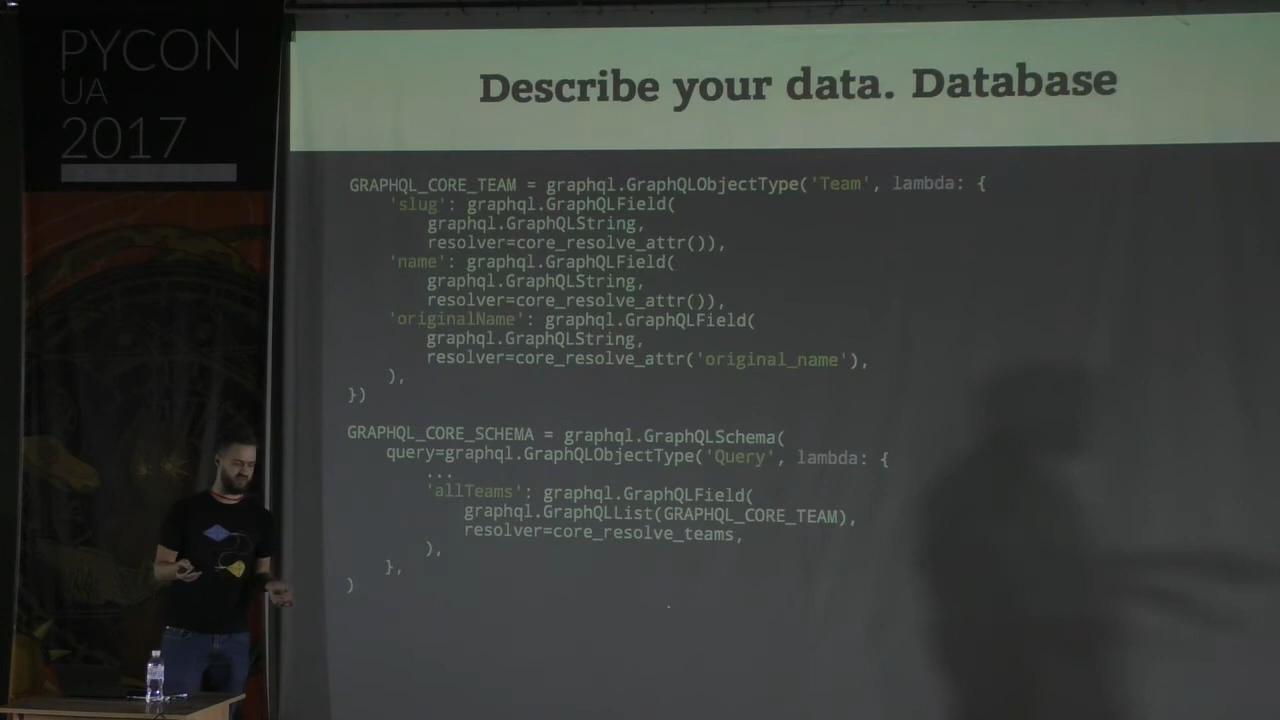 PYCON
UA
2017
Describe your data. Database
GRAPHQL_CORE_TEAM = graphql.GraphQLObjectType('Team', lambda: {
    'slug': graphql.GraphQLField(
        graphql.GraphQLString,
        resolver=core_resolve_attr()),
    'name': graphql.GraphQLField(
        graphql.GraphQLString,
        resolver=core_resolve_attr()),
    'originalName': graphql.GraphQLField(
        graphql.GraphQLString,
        resolver=core_resolve_attr('original_name'),
    ),
})
GRAPHQL_CORE_SCHEMA = graphql.GraphQLSchema(
    query=graphql.GraphQLObjectType('Query', lambda: {
        ...
        'allTeams': graphql.GraphQLField(
            graphql.GraphQLList(GRAPHQL_CORE_TEAM),
            resolver=core_resolve_teams,
        ),
    },
)